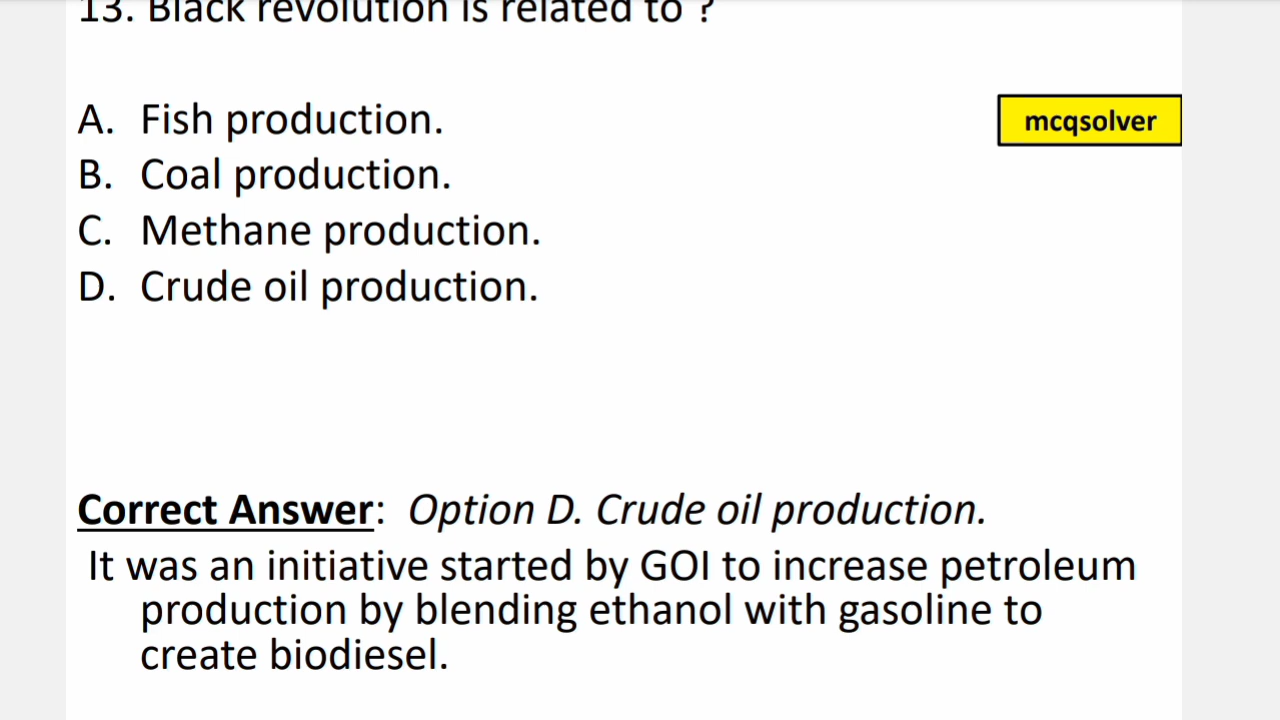 13. Black revolution is related to ?
A. Fish production.
mcqsolver
B. Coal production.
C. Methane production.
D. Crude oil production.
Correct Answer: Option D. Crude oil production.
It was an initiative started by GOI to increase petroleum
production by blending ethanol with gasoline to
create biodiesel.